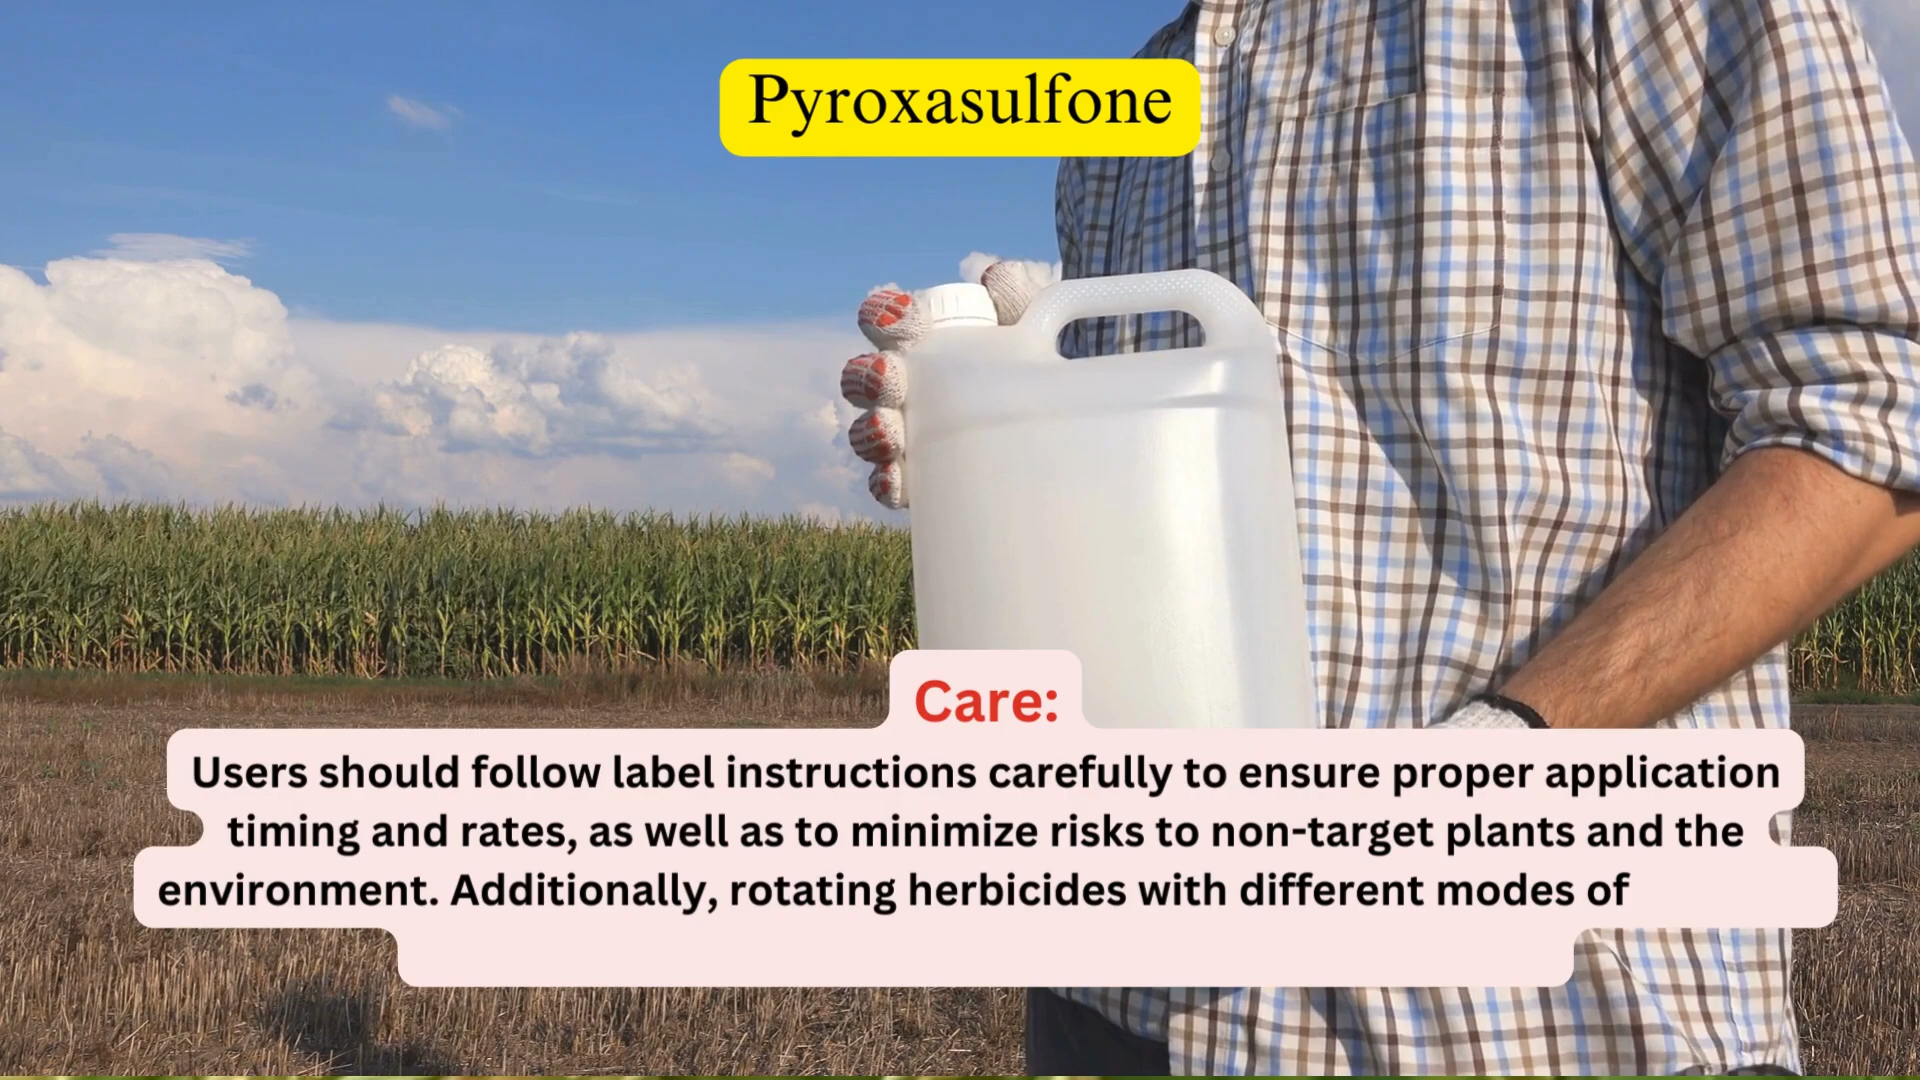 Pyroxasulfone
Care:
Users should follow label instructions carefully to ensure proper application
timing and rates, as well as to minimize risks to non-target plants and the
environment. Additionally, rotating herbicides with different modes of